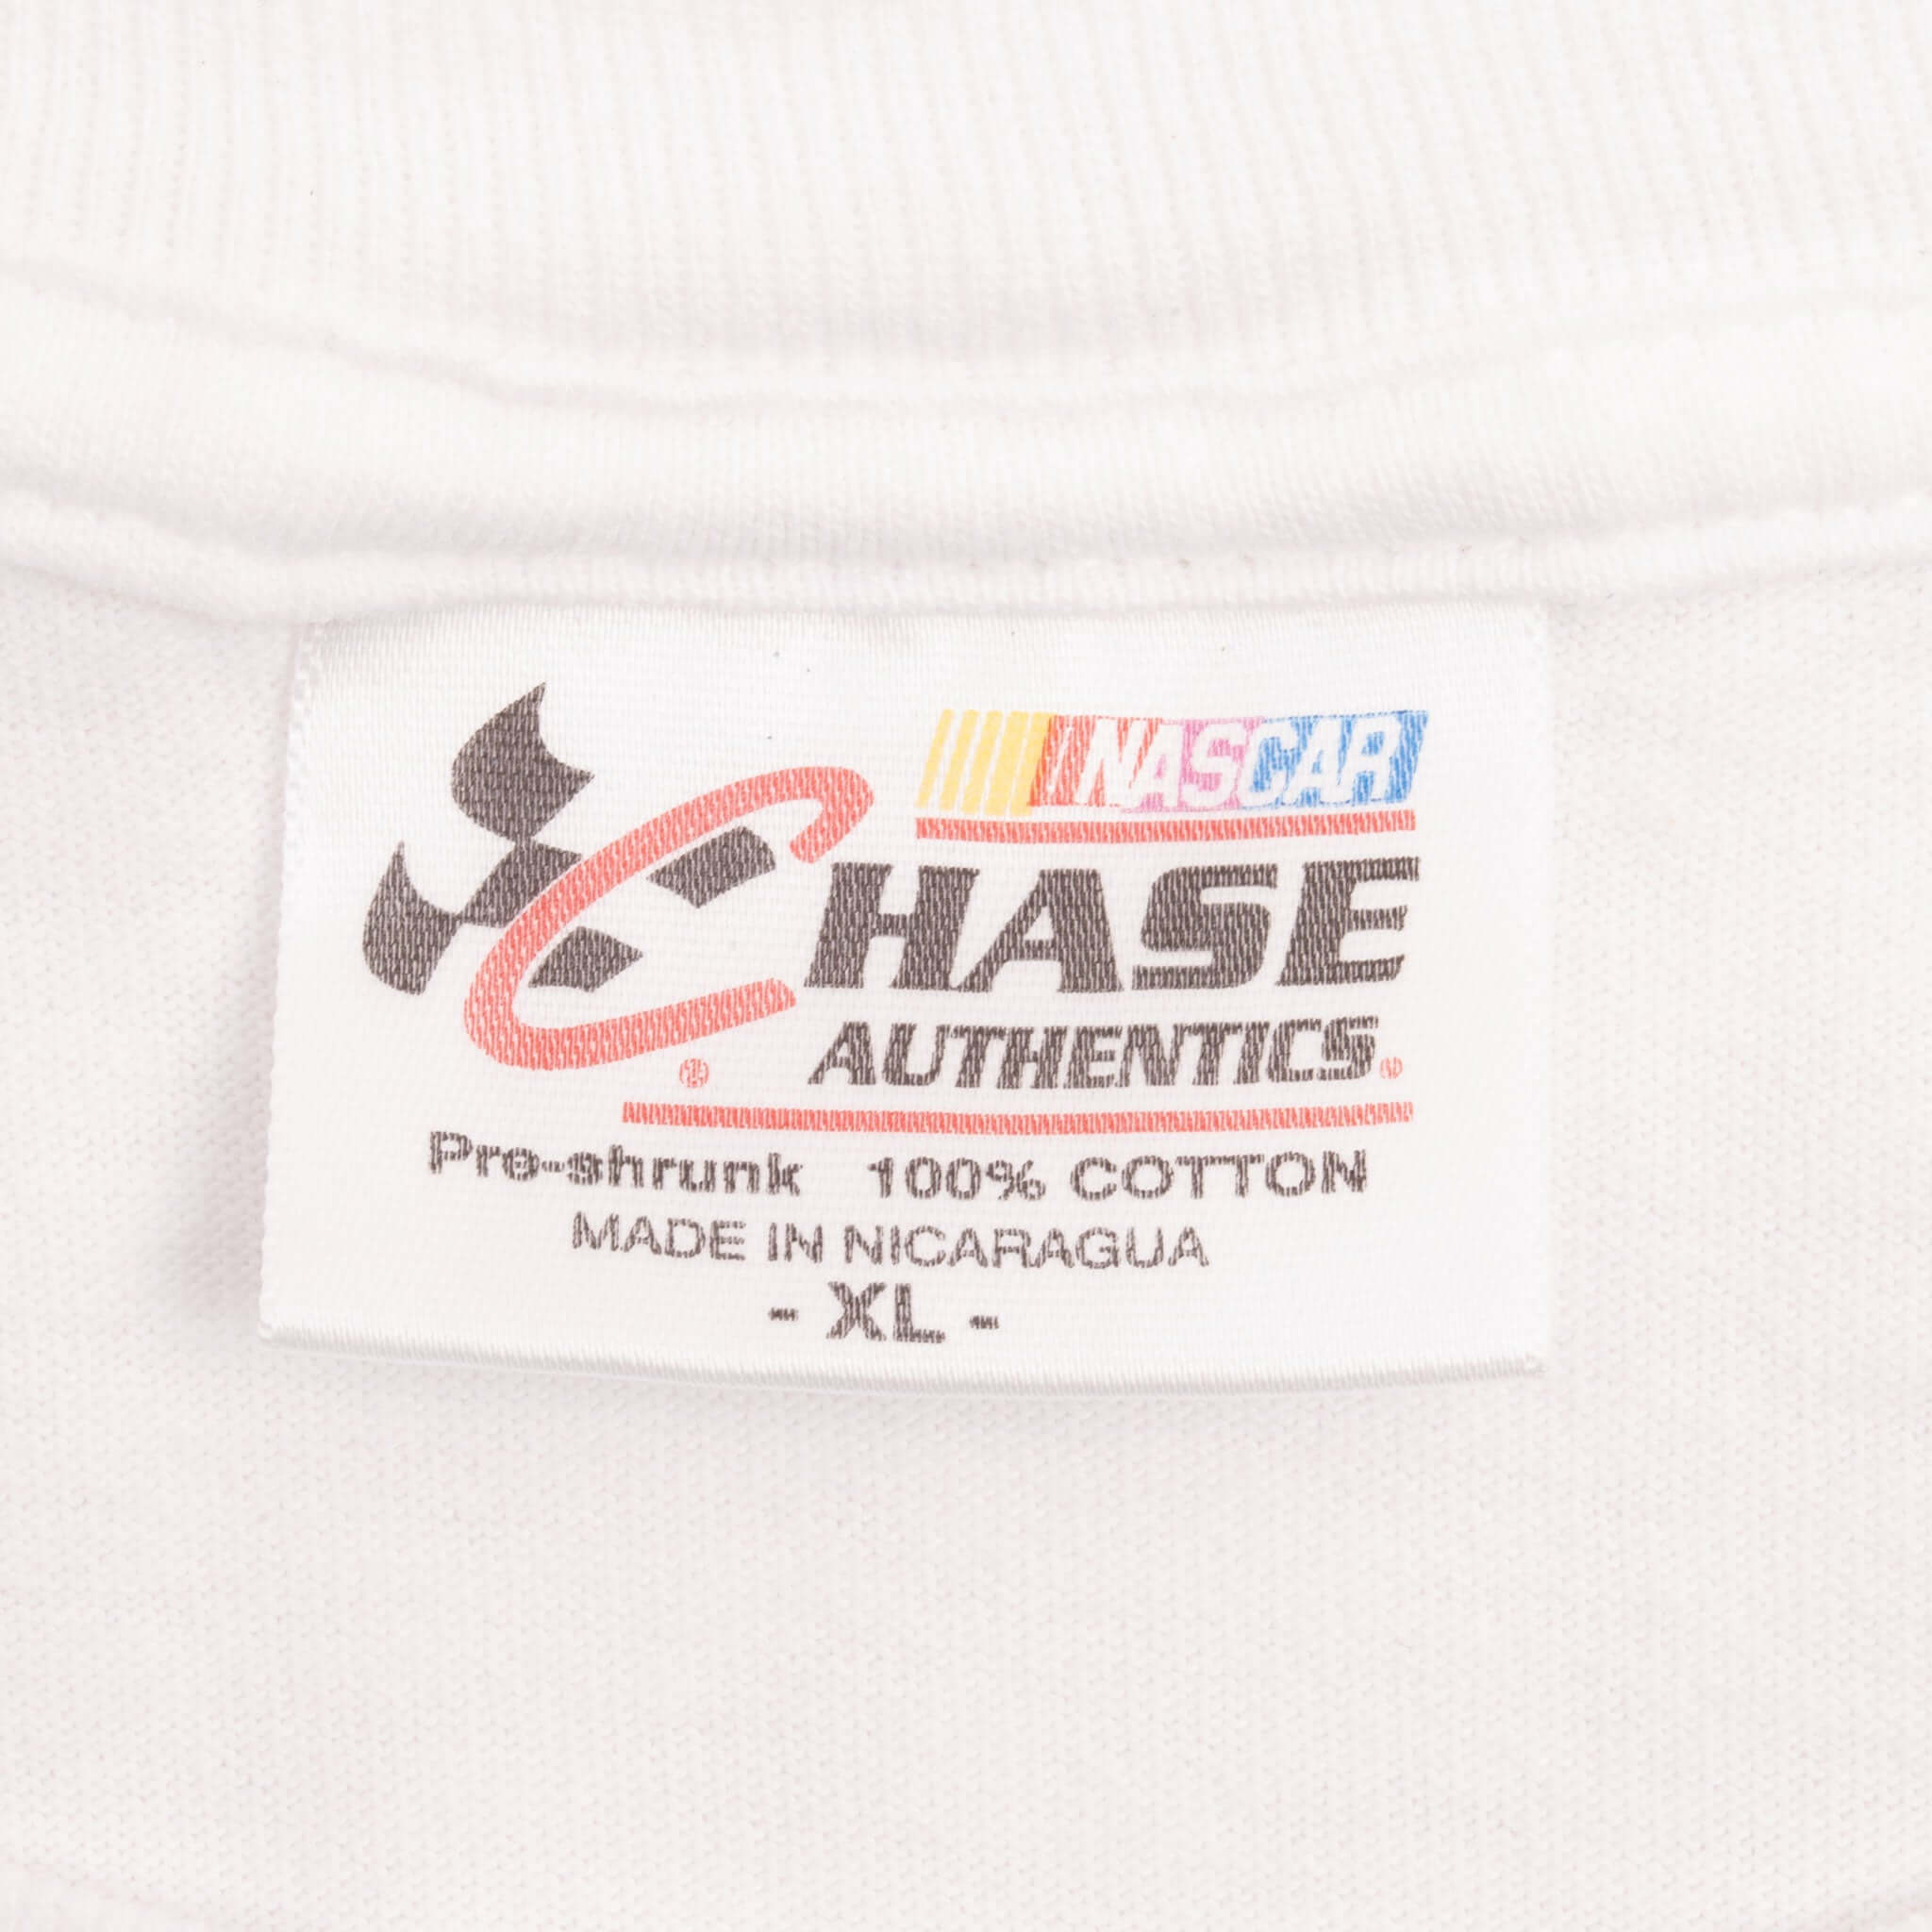 NASCAR
CHASE
AUTHENTICS®
®
Pre-shrunk 100% COTTON
MADE IN NICARAGUA
- XL -